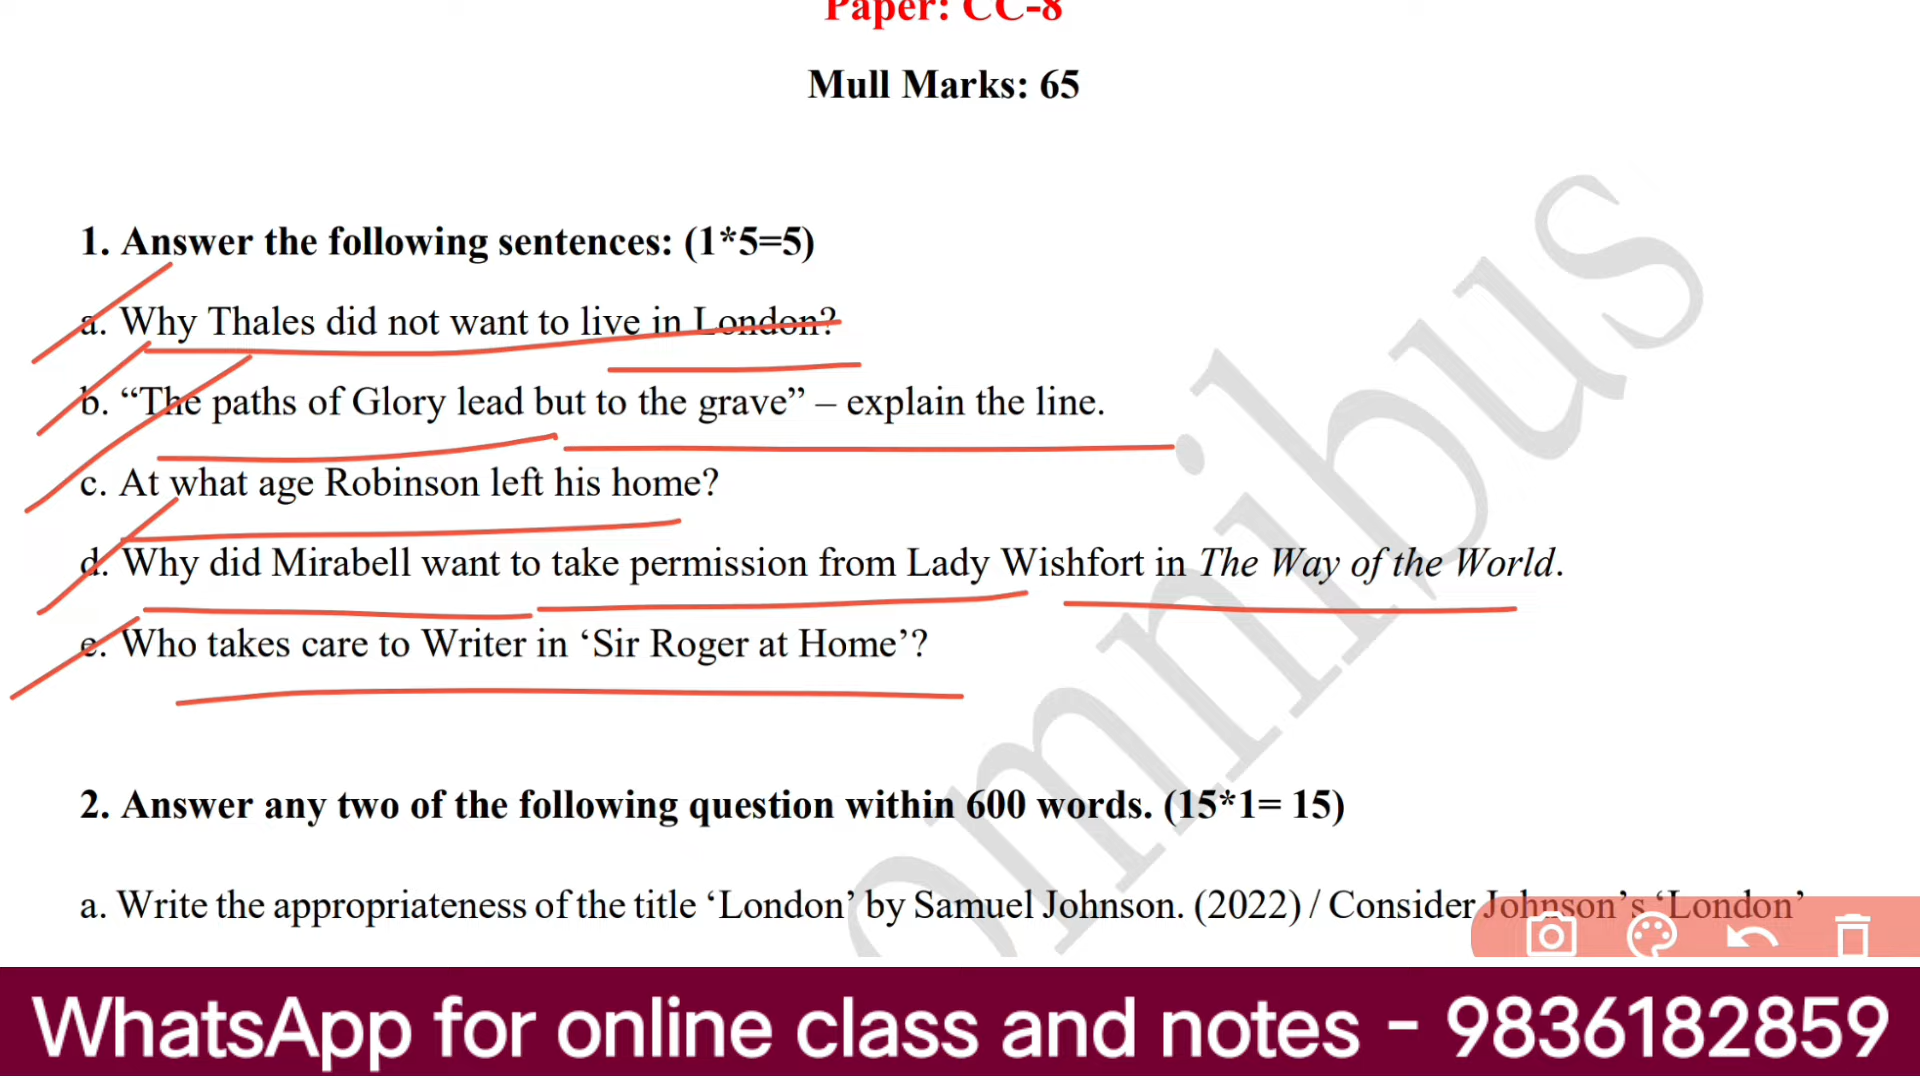 Paper: CC-8
Mull Marks: 65
1. Answer the following sentences: (1*5=5)
a. Why Thales did not want to live in London?
b. “The paths of Glory lead but to the grave” – explain the line.
c. At what age Robinson left his home?
d. Why did Mirabell want to take permission from Lady Wishfort in The Way of the World.
e. Who takes care to Writer in ‘Sir Roger at Home’?
2. Answer any two of the following question within 600 words. (15*1= 15)
a. Write the appropriateness of the title ‘London’ by Samuel Johnson. (2022) / Consider Johnson’s ‘London’
omnibus
WhatsApp for online class and notes - 9836182859